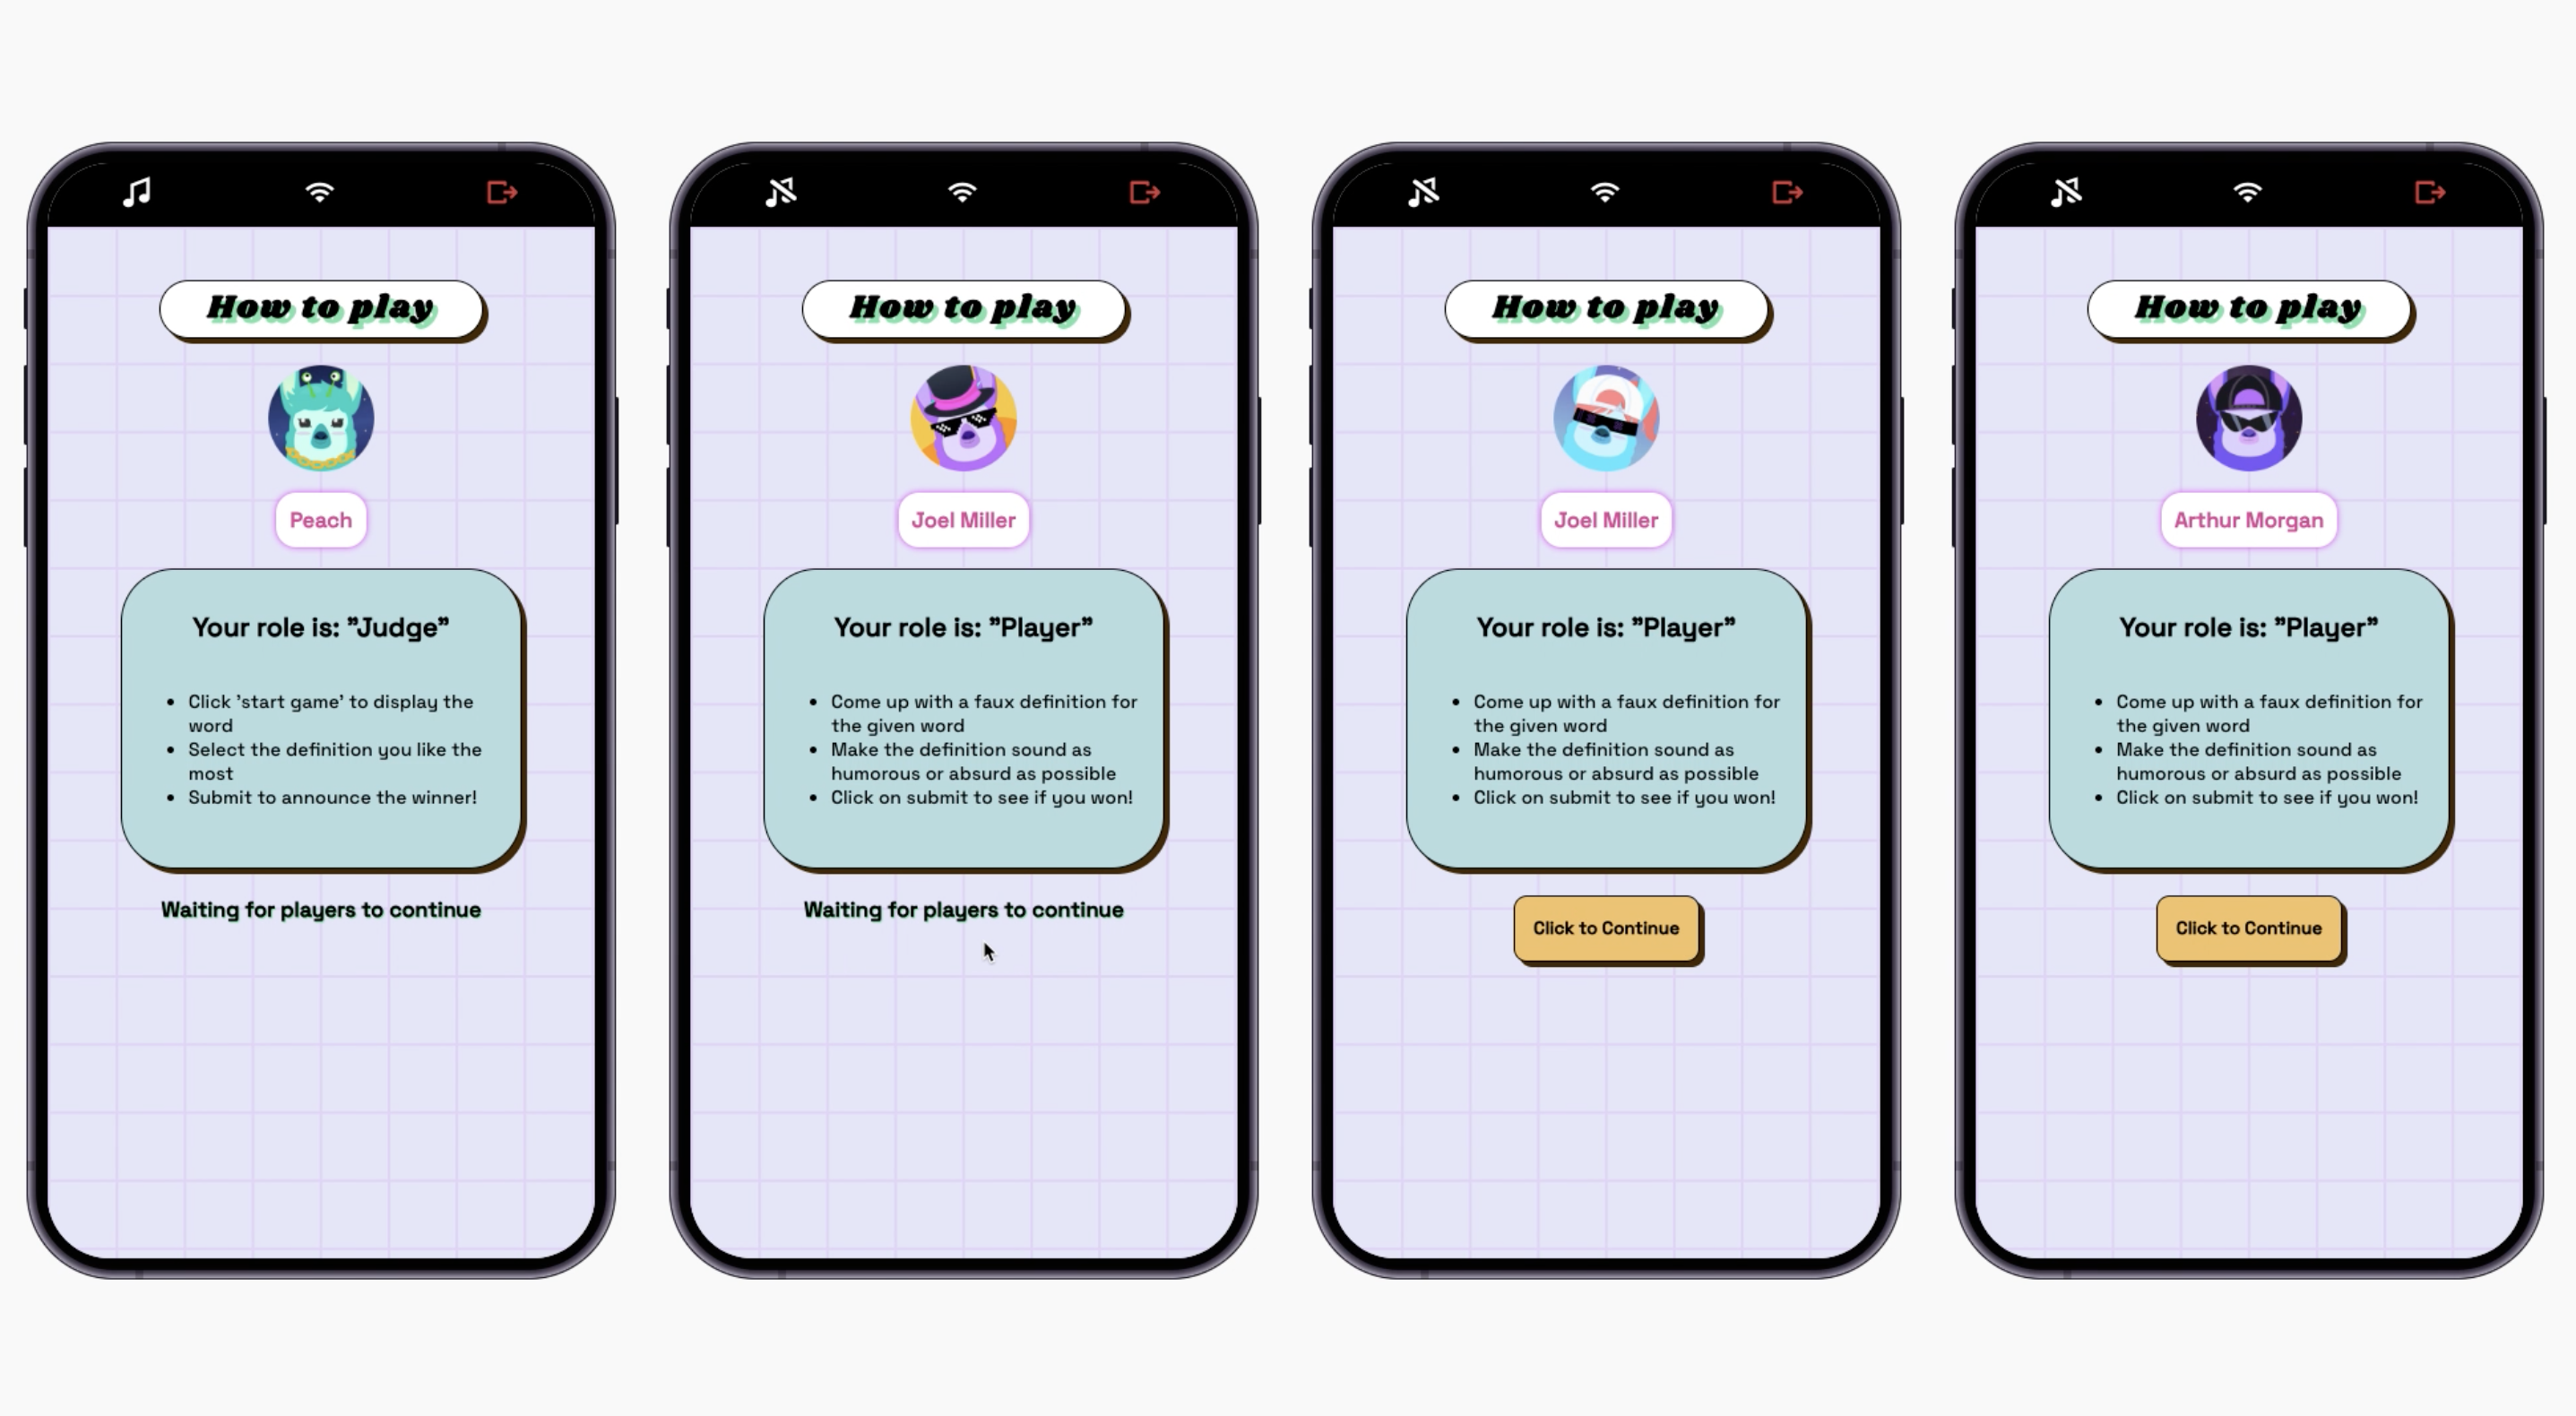 How to play
Peach
Your role is: ”Judge”
• Click ’start game’ to display the
word
• Select the definition you like the
most
• Submit to announce the winner!
Waiting for players to continue
How to play
Joel Miller
Your role is: ”Player”
• Come up with a faux definition for
the given word
• Make the definition sound as
humorous or absurd as possible
• Click on submit to see if you won!
Waiting for players to continue
How to play
Joel Miller
Your role is: ”Player”
• Come up with a faux definition for
the given word
• Make the definition sound as
humorous or absurd as possible
• Click on submit to see if you won!
Click to Continue
How to play
Arthur Morgan
Your role is: ”Player”
• Come up with a faux definition for
the given word
• Make the definition sound as
humorous or absurd as possible
• Click on submit to see if you won!
Click to Continue